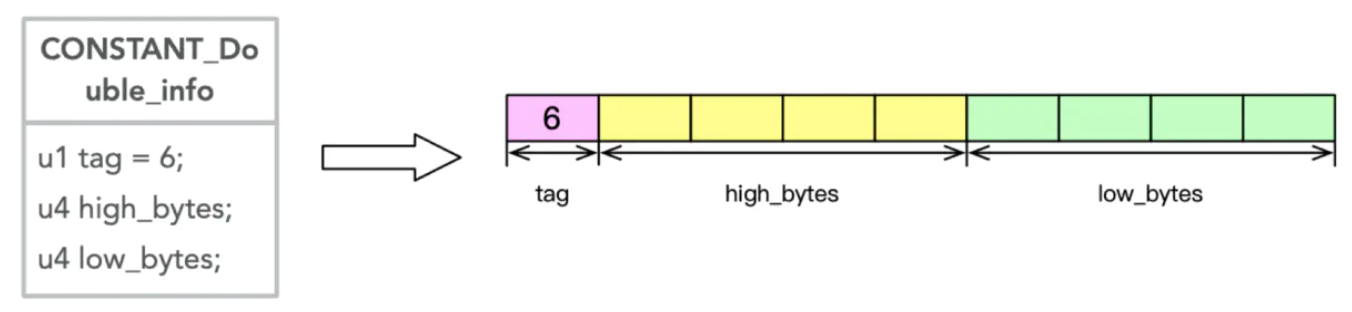 CONSTANT_Do
uble_info
u1 tag = 6;
u4 high_bytes;
u4 low_bytes;
6
tag
high_bytes
low_bytes